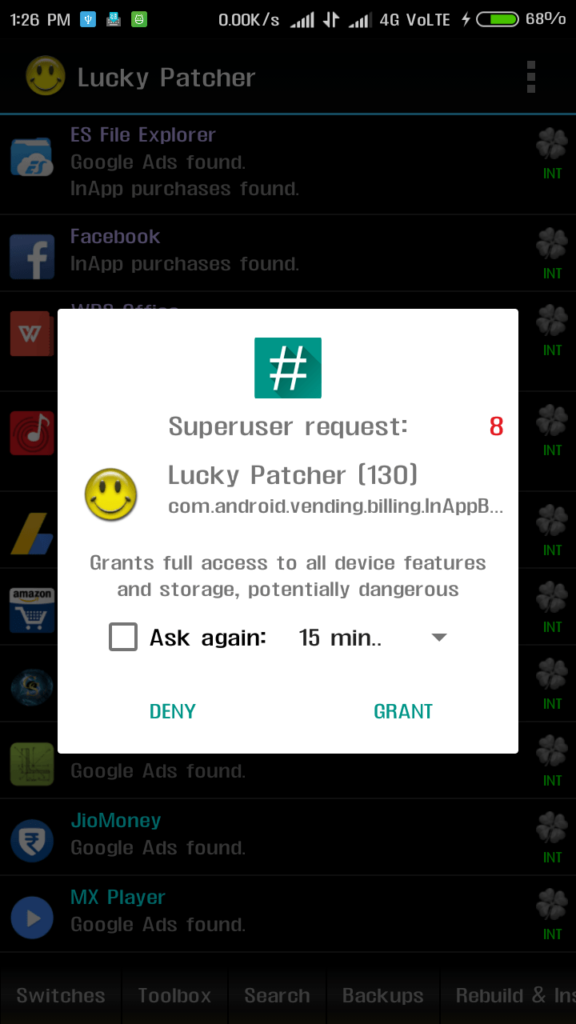 1:26 PM 0.00K/s 4G VoLTE 68%
Lucky Patcher
ES File Explorer
Google Ads found.
InApp purchases found.
INT
Facebook
InApp purchases found.
INT
INT
Superuser request: 8
Lucky Patcher (130)
com.android.vending.billing.InAppB...
Grants full access to all device features
and storage, potentially dangerous
Ask again: 15 min..
DENY GRANT
INT
INT
amazon
INT
INT
Google Ads found.
INT
JioMoney
Google Ads found.
INT
MX Player
Google Ads found.
INT
Switches Toolbox Search Backups Rebuild & Ins